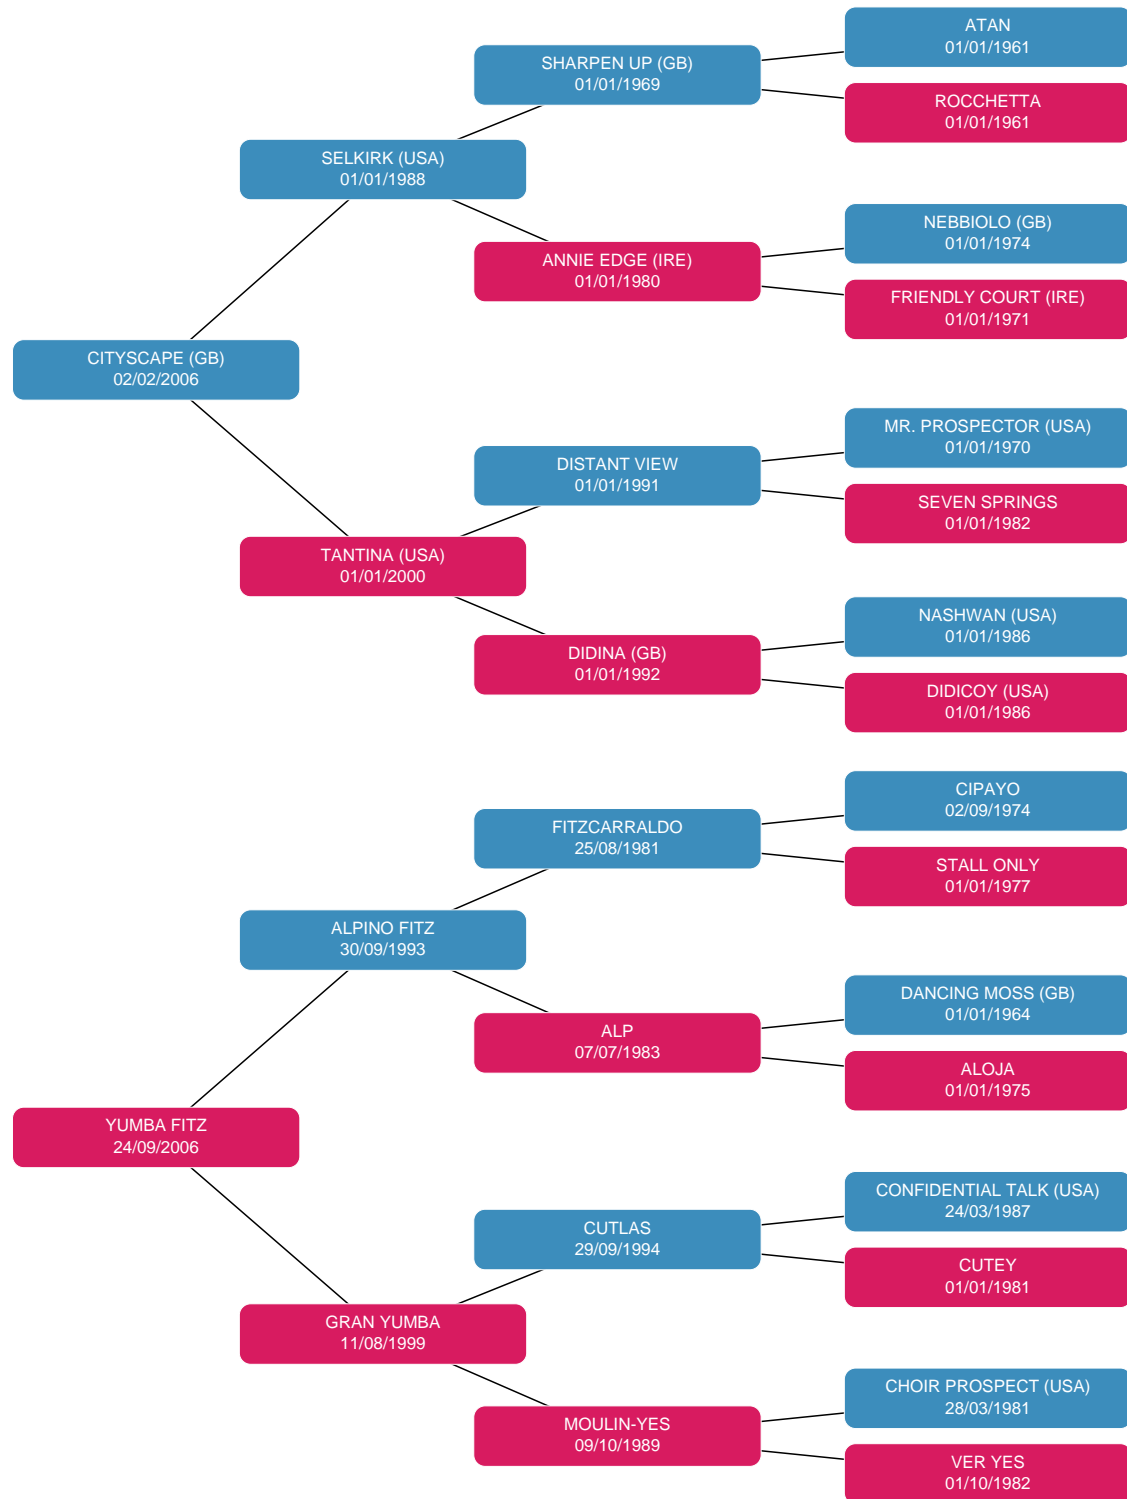 ATAN
01/01/1961
SHARPEN UP (GB)
01/01/1969
ROCCHETTA
01/01/1961
SELKIRK (USA)
01/01/1988
NEBBIOLO (GB)
01/01/1974
ANNIE EDGE (IRE)
01/01/1980
FRIENDLY COURT (IRE)
01/01/1971
CITYSCAPE (GB)
02/02/2006
MR. PROSPECTOR (USA)
01/01/1970
DISTANT VIEW
01/01/1991
SEVEN SPRINGS
01/01/1982
TANTINA (USA)
01/01/2000
NASHWAN (USA)
01/01/1986
DIDINA (GB)
01/01/1992
DIDICOY (USA)
01/01/1986
CIPAYO
02/09/1974
FITZCARRALDO
25/08/1981
STALL ONLY
01/01/1977
ALPINO FITZ
30/09/1993
DANCING MOSS (GB)
01/01/1964
ALP
07/07/1983
ALOJA
01/01/1975
YUMBA FITZ
24/09/2006
CONFIDENTIAL TALK (USA)
24/03/1987
CUTLAS
29/09/1994
CUTEY
01/01/1981
GRAN YUMBA
11/08/1999
CHOIR PROSPECT (USA)
28/03/1981
MOULIN-YES
09/10/1989
VER YES
01/10/1982